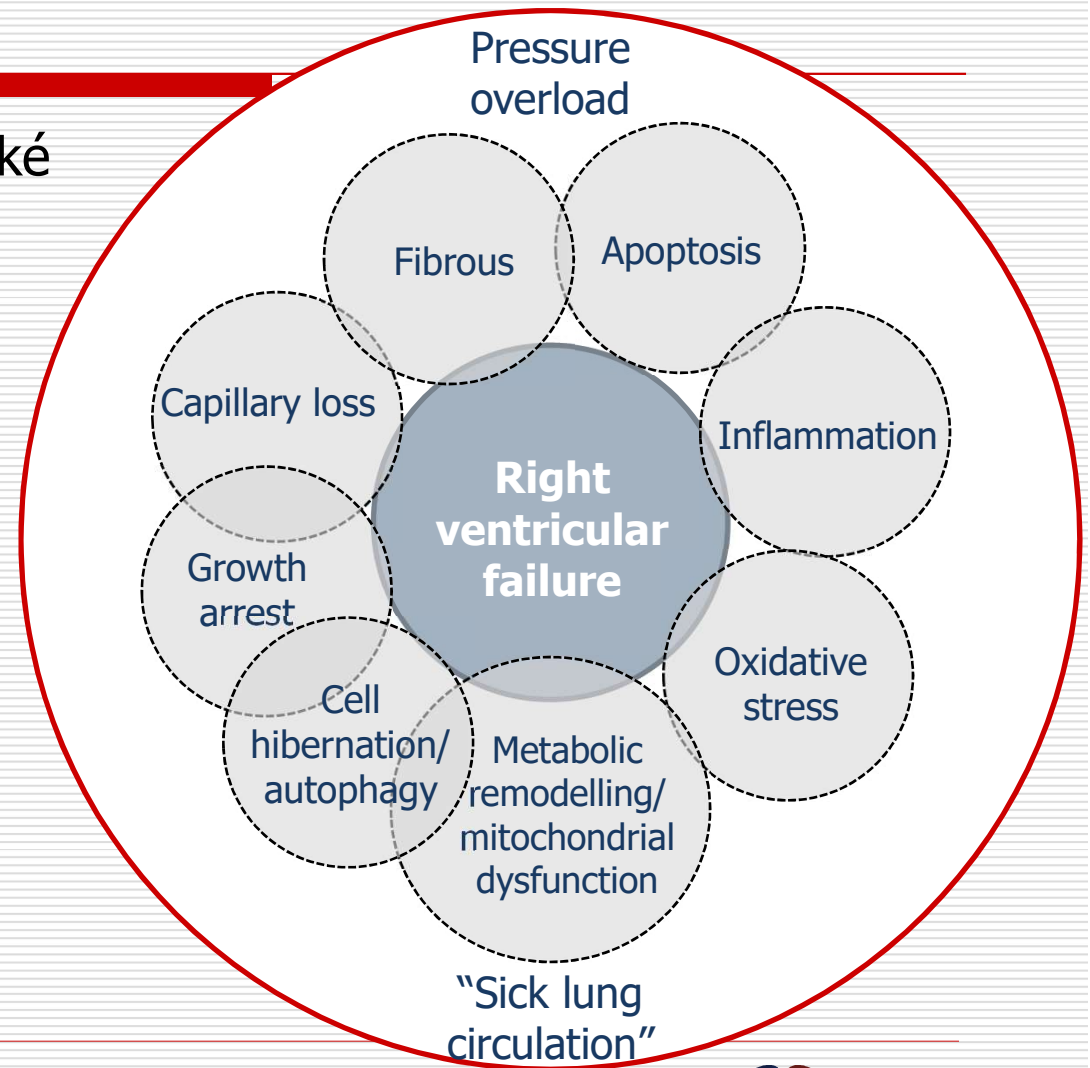 Pressure
overload
ké
Fibrous
Apoptosis
Capillary loss
Inflammation
Right
ventricular
failure
Growth
arrest
Oxidative
stress
Cell
hibernation/
autophagy
Metabolic
remodelling/
mitochondrial
dysfunction
“Sick lung
circulation”